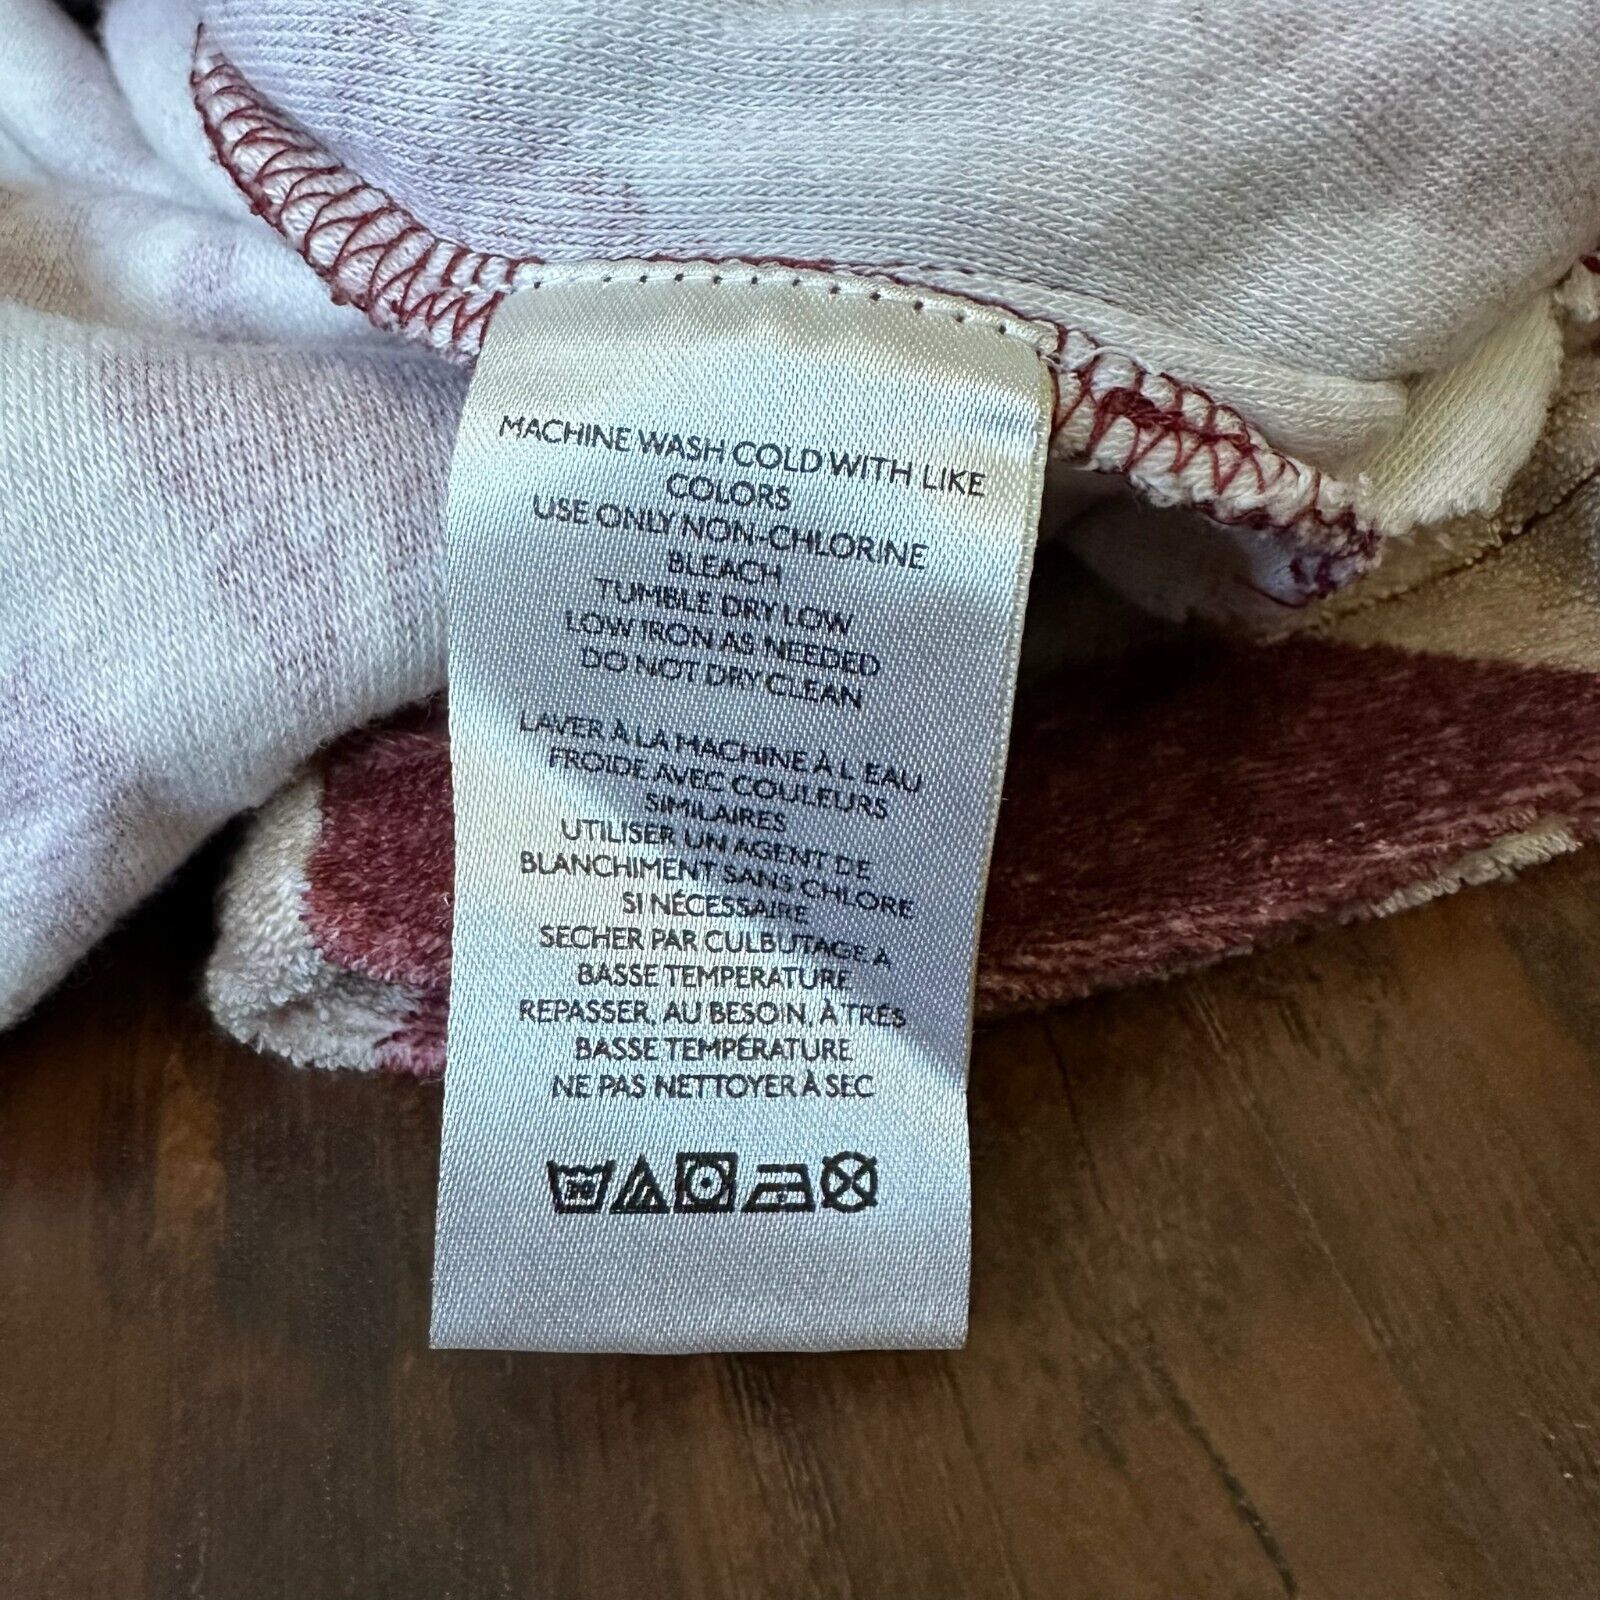 MACHINE WASH COLD WITH LIKE
COLORS
USE ONLY NON-CHLORINE
BLEACH
TUMBLE DRY LOW
LOW IRON AS NEEDED
DO NOT DRY CLEAN
LAVER À LA MACHINE À L EAU
FROIDE AVEC COULEURS
SIMILAIRES
UTILISER UN AGENT DE
BLANCHIMENT SANS CHLORE
SI NÉCESSAIRE
SECHER PAR CULBUTAGE A
BASSE TEMPERATURE
REPASSER, AU BESOIN, À TRÉS
BASSE TEMPÉRATURE
NE PAS NETTOYER À SEC
30